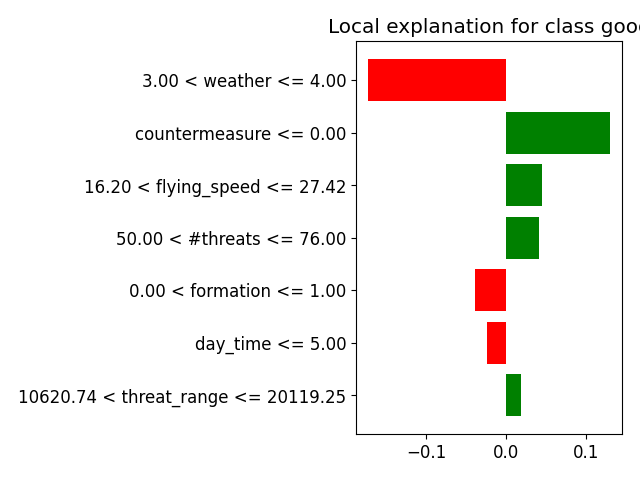 Local explanation for class goo
3.00 < weather <= 4.00
countermeasure <= 0.00
16.20 < flying_speed <= 27.42
50.00 < #threats <= 76.00
0.00 < formation <= 1.00
day_time <= 5.00
10620.74 < threat_range <= 20119.25
−0.1 0.0 0.1